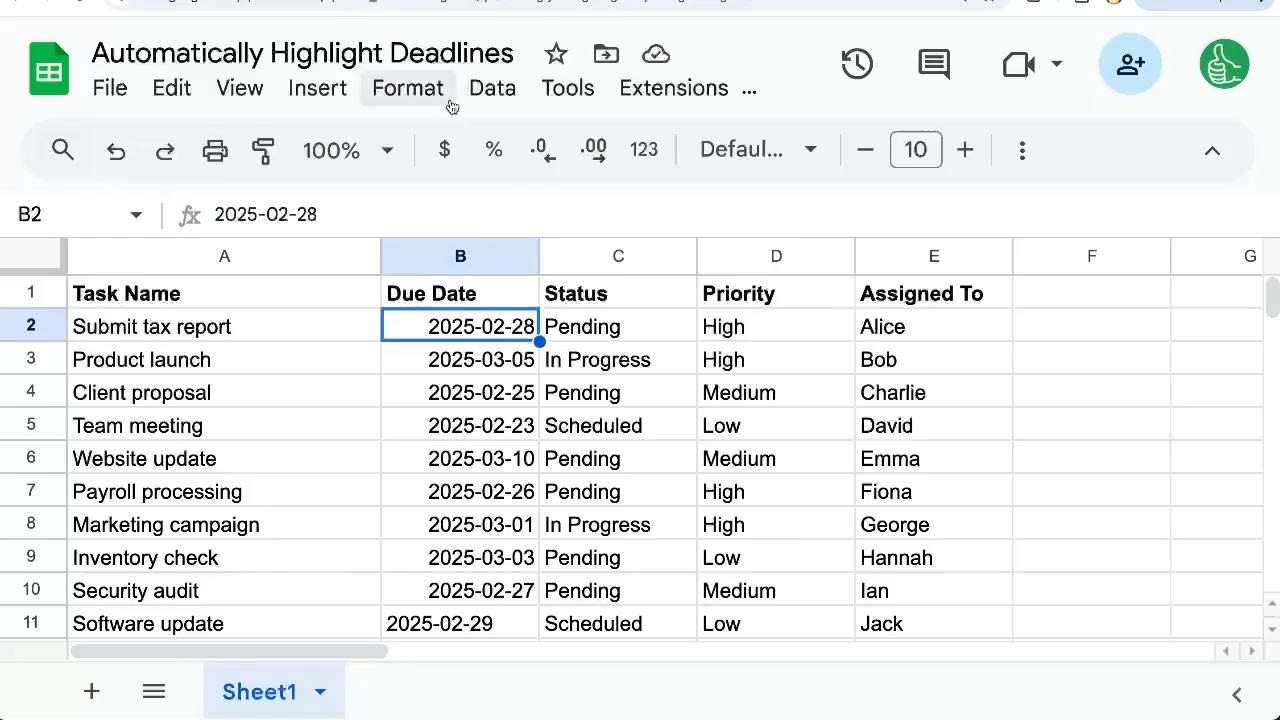 Automatically Highlight Deadlines
File Edit View Insert Format Data Tools Extensions ...
100% $ % .0 .00 123 Defaul... 10
B2 fx 2025-02-28
A B C D E F G
1 Task Name Due Date Status Priority Assigned To
2 Submit tax report 2025-02-28 Pending High Alice
3 Product launch 2025-03-05 In Progress High Bob
4 Client proposal 2025-02-25 Pending Medium Charlie
5 Team meeting 2025-02-23 Scheduled Low David
6 Website update 2025-03-10 Pending Medium Emma
7 Payroll processing 2025-02-26 Pending High Fiona
8 Marketing campaign 2025-03-01 In Progress High George
9 Inventory check 2025-03-03 Pending Low Hannah
10 Security audit 2025-02-27 Pending Medium Ian
11 Software update 2025-02-29 Scheduled Low Jack
Sheet1